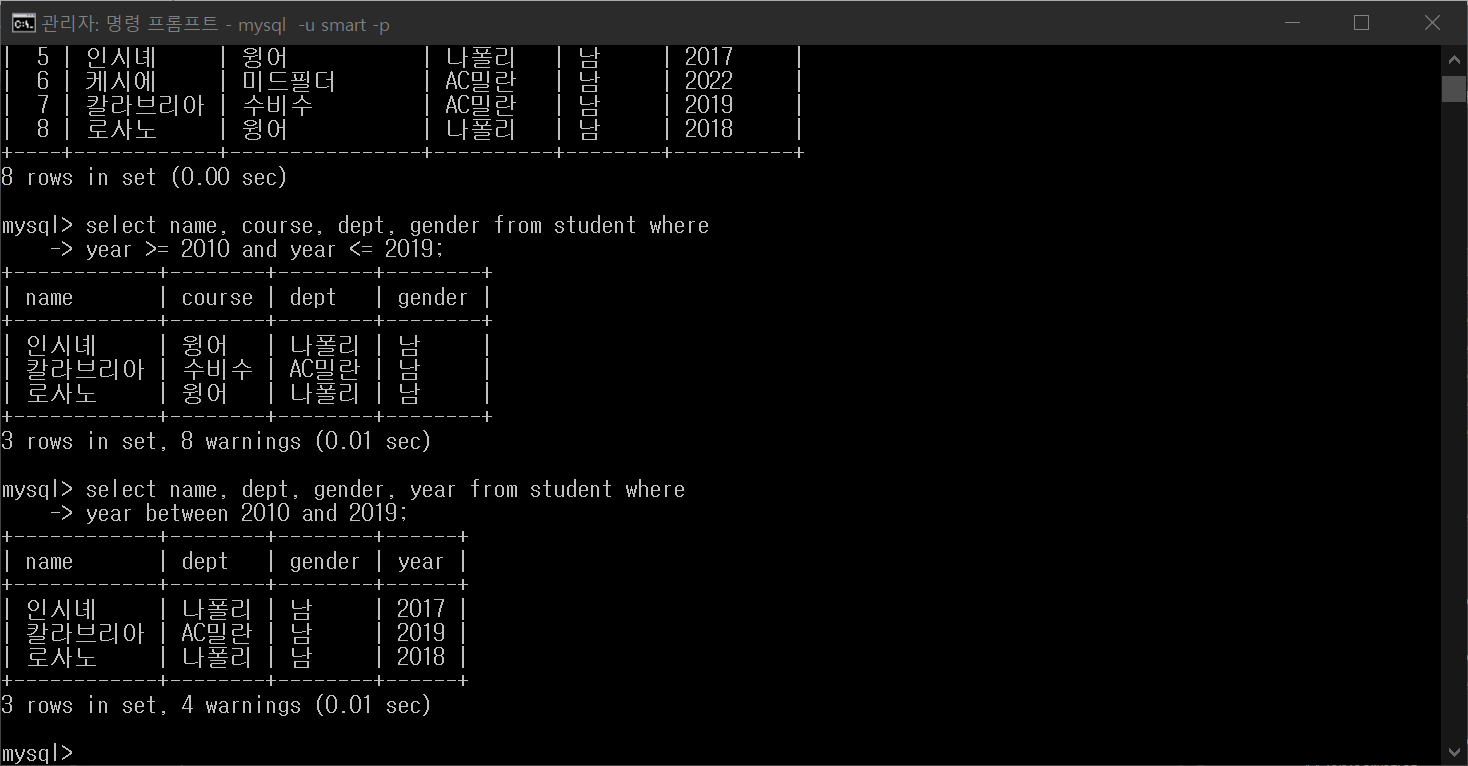 관리자: 명령 프롬프트 - mysql -u smart -p
| 5 | 인시녜 | 윙어 | 나폴리 | 남 | 2017 |
| 6 | 케시에 | 미드필더 | AC밀란 | 남 | 2022 |
| 7 | 칼라브리아 | 수비수 | AC밀란 | 남 | 2019 |
| 8 | 로사노 | 윙어 | 나폴리 | 남 | 2018 |
+----+------------+----------------+----------+--------+----------+
8 rows in set (0.00 sec)
mysql> select name, course, dept, gender from student where
-> year >= 2010 and year <= 2019;
+------------+--------+--------+--------+
| name | course | dept | gender |
+------------+--------+--------+--------+
| 인시녜 | 윙어 | 나폴리 | 남 |
| 칼라브리아 | 수비수 | AC밀란 | 남 |
| 로사노 | 윙어 | 나폴리 | 남 |
+------------+--------+--------+--------+
3 rows in set, 8 warnings (0.01 sec)
mysql> select name, dept, gender, year from student where
-> year between 2010 and 2019;
+------------+--------+--------+------+
| name | dept | gender | year |
+------------+--------+--------+------+
| 인시녜 | 나폴리 | 남 | 2017 |
| 칼라브리아 | AC밀란 | 남 | 2019 |
| 로사노 | 나폴리 | 남 | 2018 |
+------------+--------+--------+------+
3 rows in set, 4 warnings (0.01 sec)
mysql>